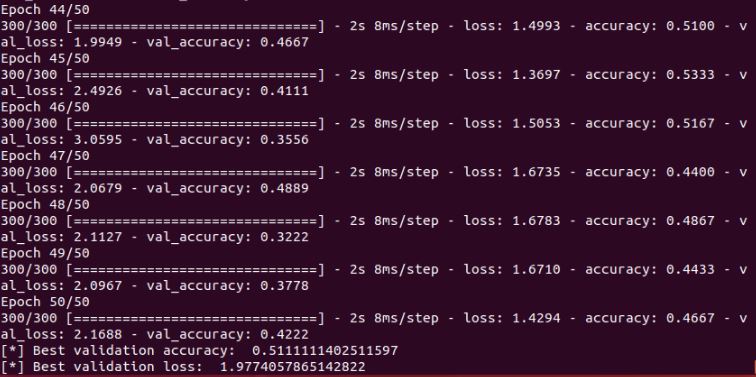 Epoch 44/50
300/300 [==============================] - 2s 8ms/step - loss: 1.4993 - accuracy: 0.5100 - v
al_loss: 1.9949 - val_accuracy: 0.4667
Epoch 45/50
300/300 [==============================] - 2s 8ms/step - loss: 1.3697 - accuracy: 0.5333 - v
al_loss: 2.4926 - val_accuracy: 0.4111
Epoch 46/50
300/300 [==============================] - 2s 8ms/step - loss: 1.5053 - accuracy: 0.5167 - v
al_loss: 3.0595 - val_accuracy: 0.3556
Epoch 47/50
300/300 [==============================] - 2s 8ms/step - loss: 1.6735 - accuracy: 0.4400 - v
al_loss: 2.0679 - val_accuracy: 0.4889
Epoch 48/50
300/300 [==============================] - 2s 8ms/step - loss: 1.6783 - accuracy: 0.4867 - v
al_loss: 2.1127 - val_accuracy: 0.3222
Epoch 49/50
300/300 [==============================] - 2s 8ms/step - loss: 1.6710 - accuracy: 0.4433 - v
al_loss: 2.0967 - val_accuracy: 0.3778
Epoch 50/50
300/300 [==============================] - 2s 8ms/step - loss: 1.4294 - accuracy: 0.4667 - v
al_loss: 2.1688 - val_accuracy: 0.4222
[*] Best validation accuracy:  0.5111111402511597
[*] Best validation loss:  1.9774057865142822